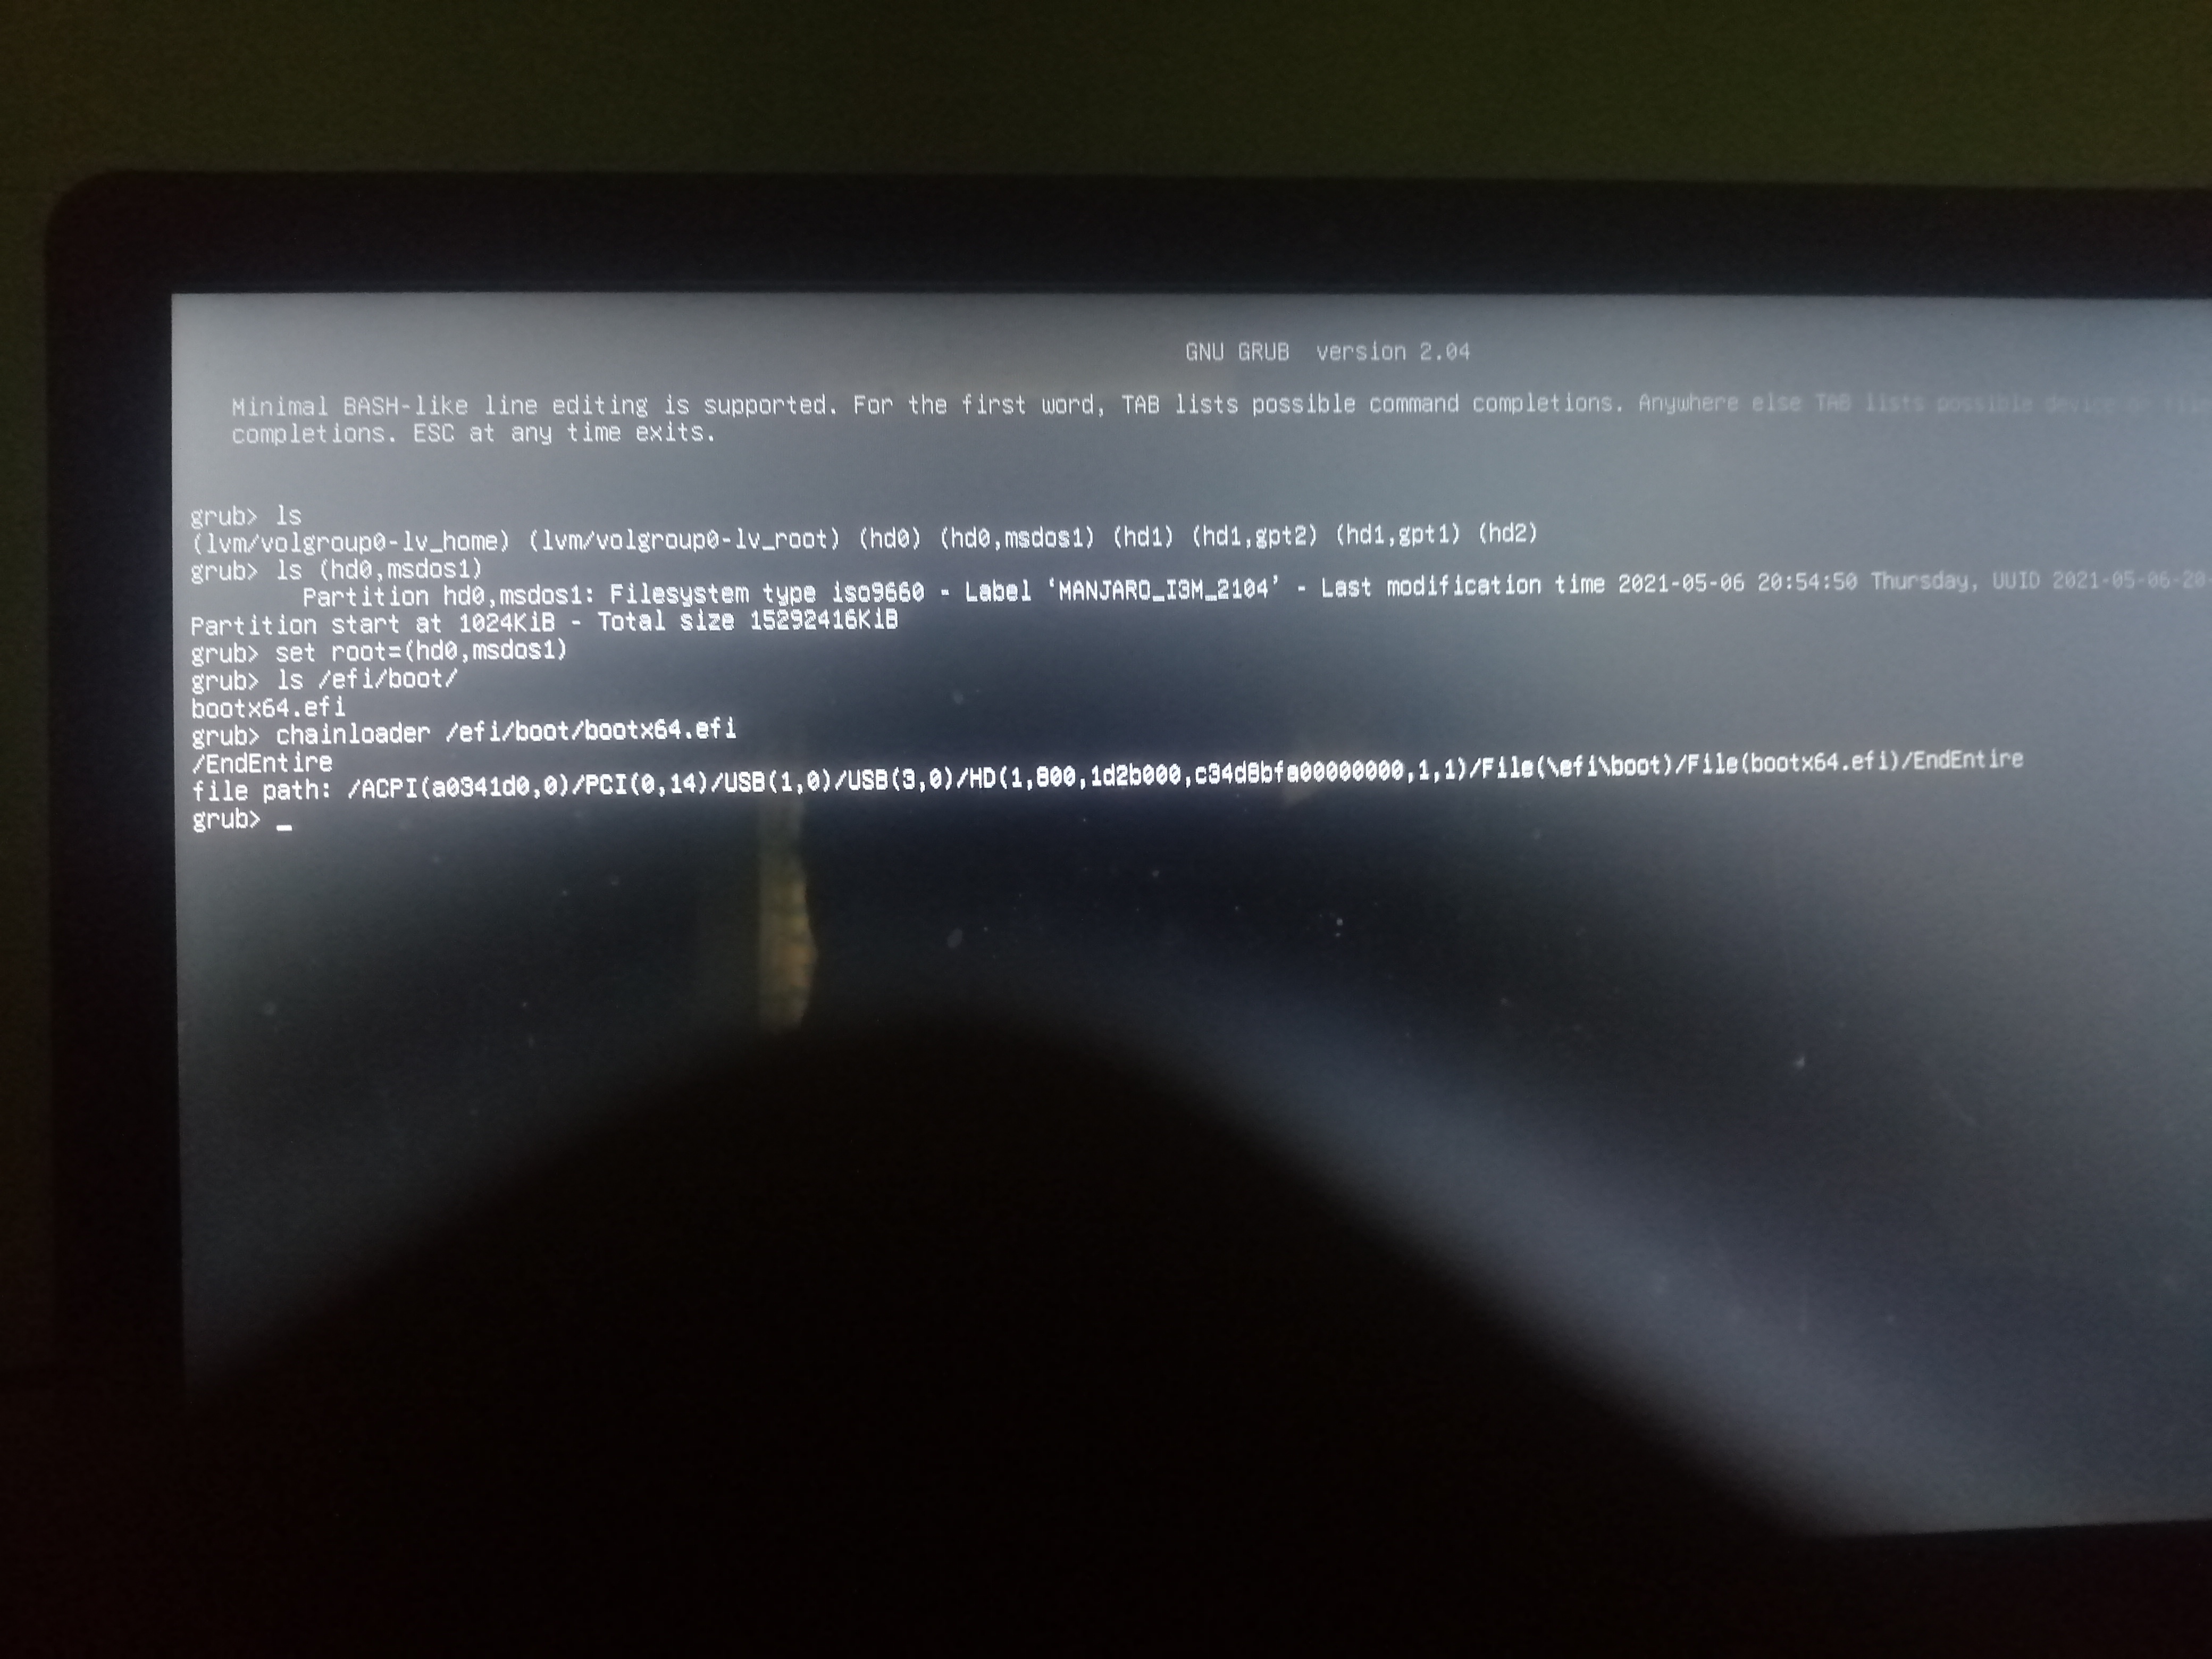 GNU GRUB version 2.04
Minimal BASH-like line editing is supported. For the first word, TAB lists possible command completions. Anywhere else TAB lists possible device or
completions. ESC at any time exits.
grub> ls
(lvm/volgroup0-lv_home) (lvm/volgroup0-lv_root) (hd0) (hd0,msdos1) (hd1) (hd1,gpt2) (hd1,gpt1) (hd2)
grub> ls (hd0,msdos1)
Partition hd0,msdos1: Filesystem type iso9660 - Label ‘MANJARO_I3M_2104’ - Last modification time 2021-05-06 20:54:50 Thursday, UUID 2021-05-06-20
Partition start at 1024KiB - Total size 15292416KiB
grub> set root=(hd0,msdos1)
grub> ls /efi/boot/
bootx64.efi
grub> chainloader /efi/boot/bootx64.efi
/EndEntire
file path: /ACPI(a0341d0,0)/PCI(0,14)/USB(1,0)/USB(3,0)/HD(1,800,1d2b000,c34d8bfa00000000,1,1)/File(\efi\boot)/File(bootx64.efi)/EndEntire
grub> _